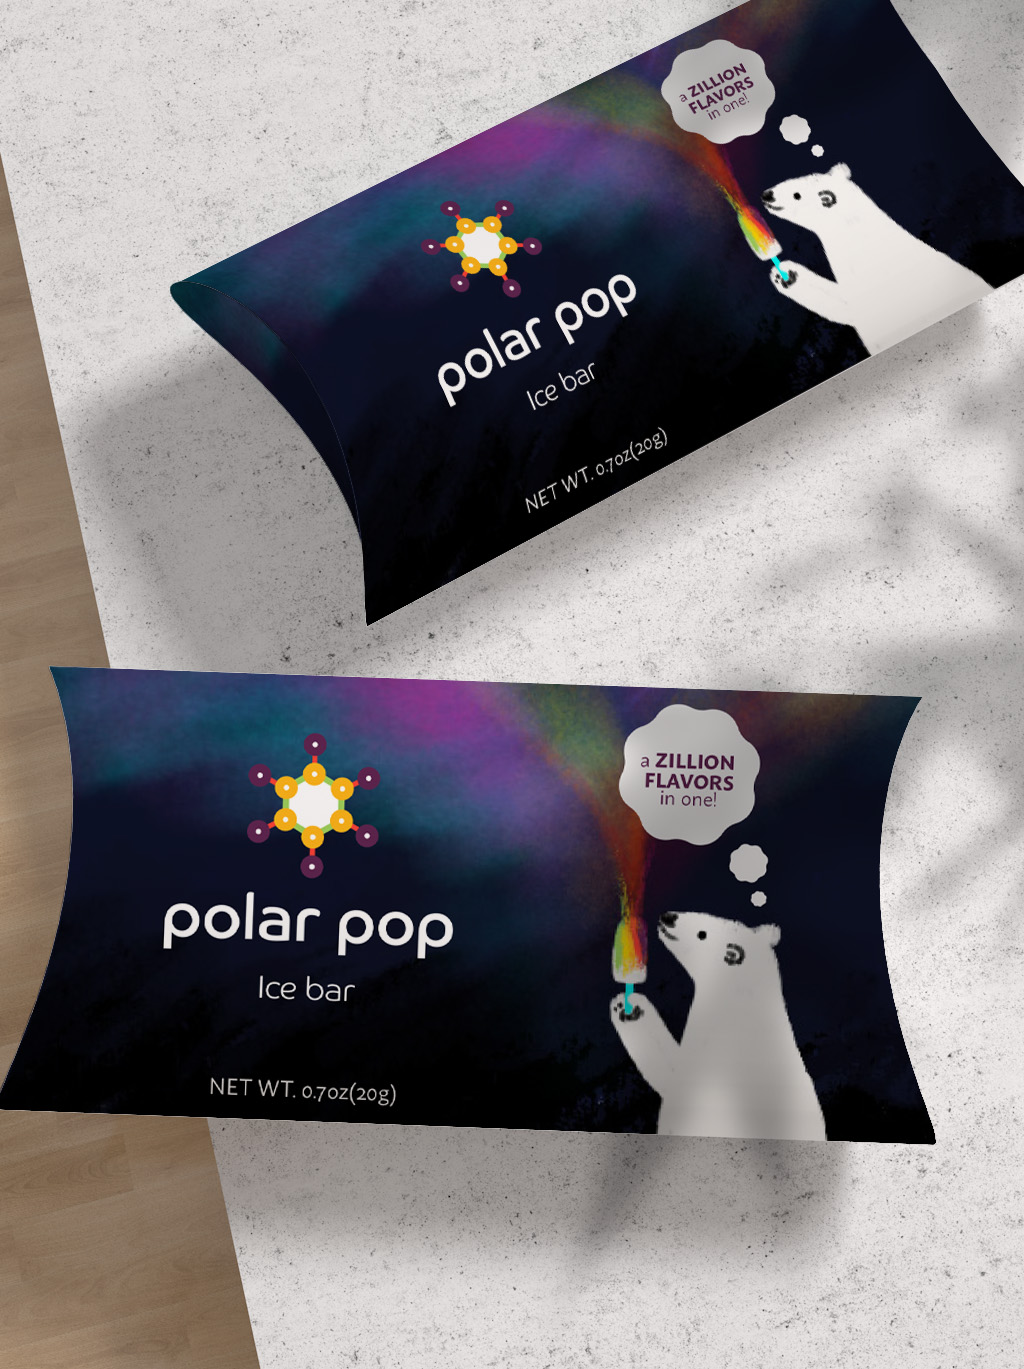 a ZILLION
FLAVORS
in one!
polar pop
Ice bar
NET WT. 0.7oz(20g)
a ZILLION
FLAVORS
in one!
polar pop
Ice bar
NET WT. 0.7oz(20g)